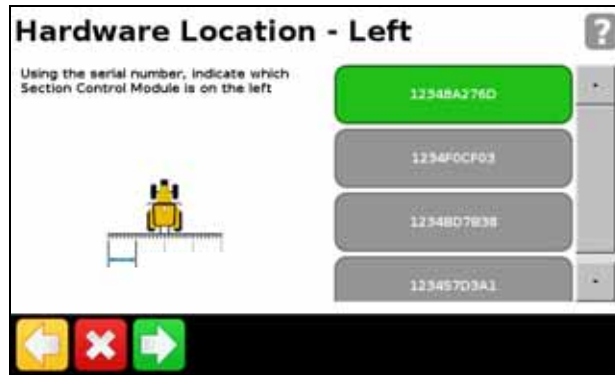 Hardware Location - Left
?
Using the serial number, indicate which
Section Control Module is on the left
12348A276D
1234F0CF03
1234BD7B38
123457D3A1